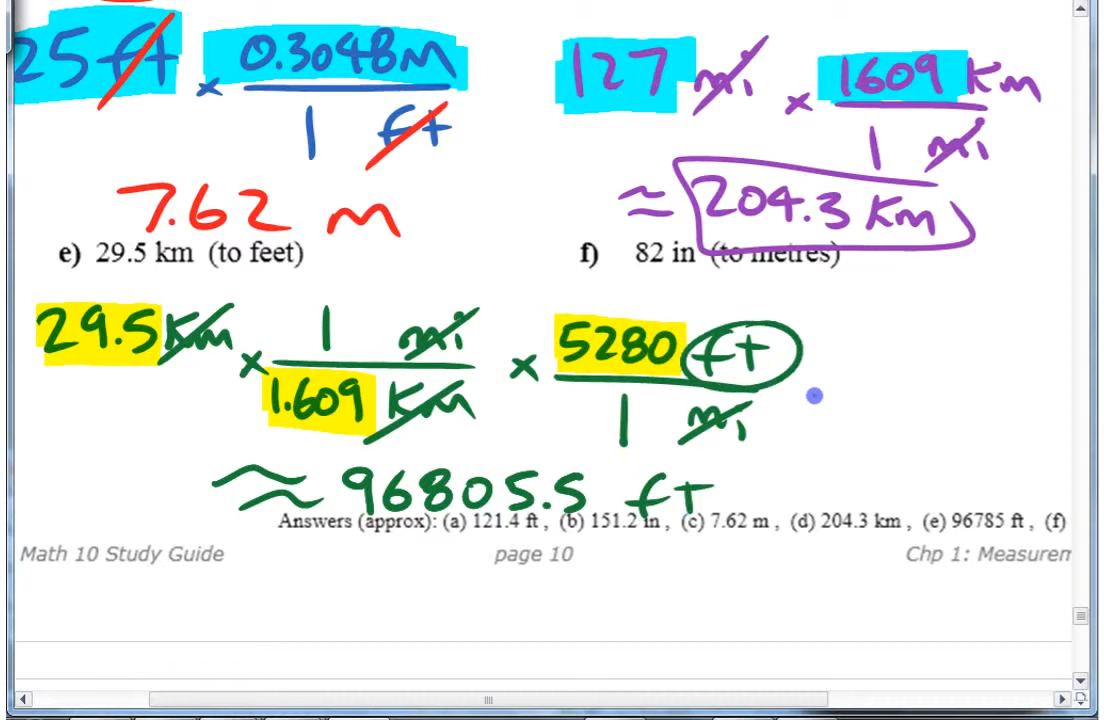 25 ft × 0.3048 m / 1 ft
7.62 m
127 mi × 1609 Km / 1 mi
≈ 204.3 Km
e) 29.5 km (to feet)
f) 82 in (to metres)
29.5 Km × 1 mi / 1.609 Km × 5280 ft / 1 mi
≈ 96805.5 ft
Answers (approx): (a) 121.4 ft , (b) 151.2 in , (c) 7.62 m , (d) 204.3 km , (e) 96785 ft , (f)
Math 10 Study Guide page 10 Chp 1: Measurem